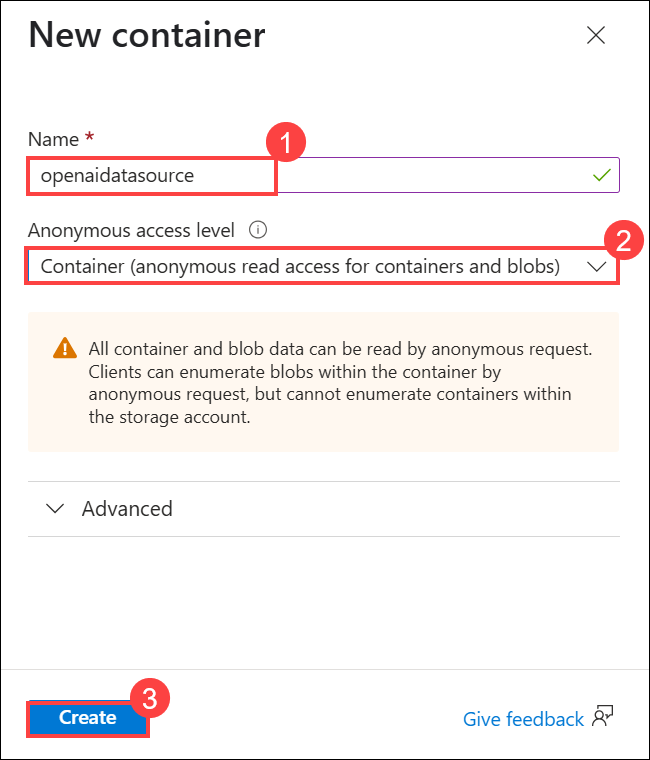 New container
Name *
1
openaidatasource
Anonymous access level
2
Container (anonymous read access for containers and blobs)
All container and blob data can be read by anonymous request.
Clients can enumerate blobs within the container by
anonymous request, but cannot enumerate containers within
the storage account.
Advanced
3
Create
Give feedback